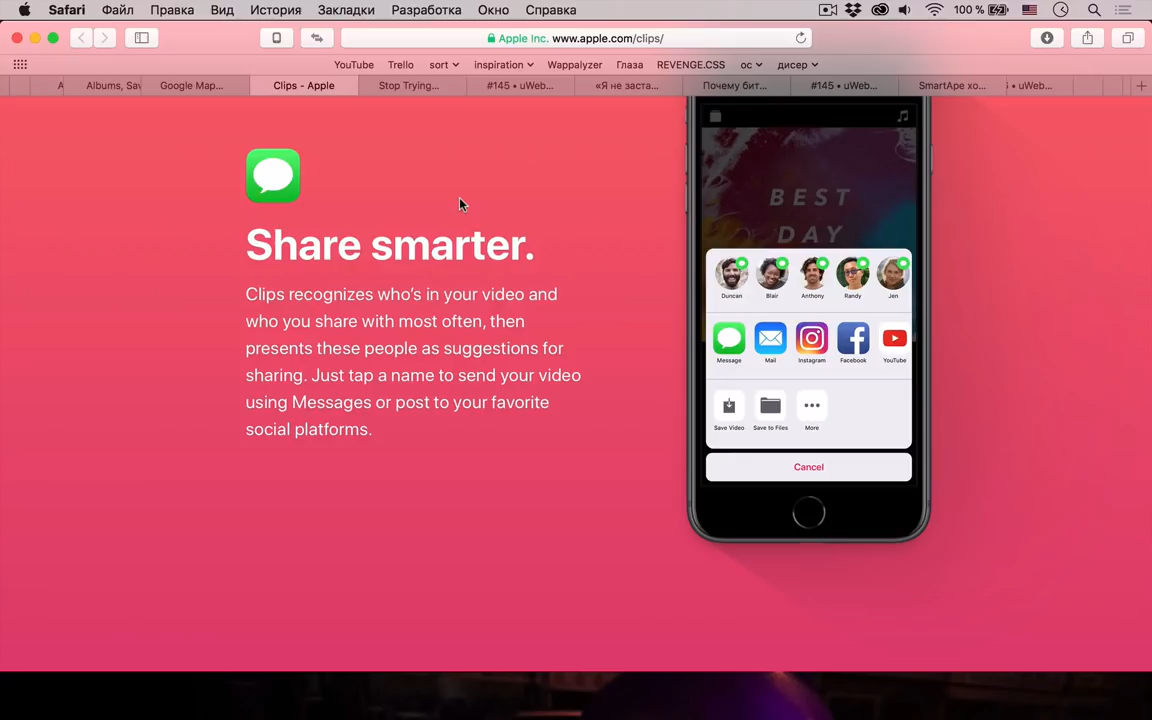 Safari Файл Правка Вид История Закладки Разработка Окно Справка 100 %
Apple Inc. www.apple.com/clips/
YouTube Trello sort inspiration Wappalyzer Глаза REVENGE.CSS ос дисер
Albums, Sav Google Map... Clips - Apple Stop Trying... #145 • uWeb... «Я не заста... Почему бит... #145 • uWeb... SmartApe хо... • uWeb...
Share smarter.
Clips recognizes who's in your video and
who you share with most often, then
presents these people as suggestions for
sharing. Just tap a name to send your video
using Messages or post to your favorite
social platforms.
BEST
DAY
Duncan Blair Anthony Randy Jen
Message Mail Instagram Facebook YouTube
Save Video Save to Files More
Cancel